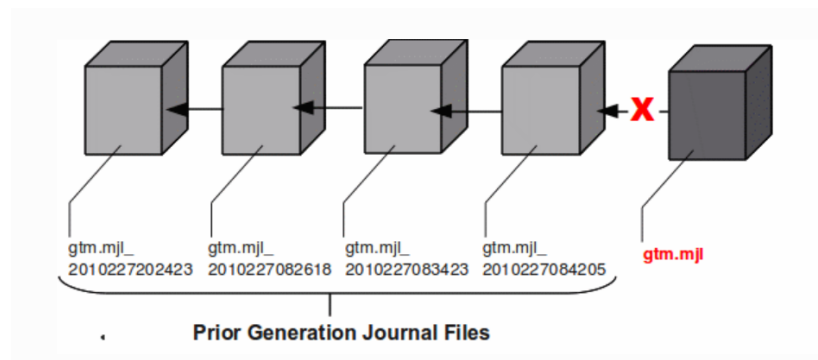 X
gtm.mjl_
2010227202423
gtm.mjl_
2010227082618
gtm.mjl_
2010227083423
gtm.mjl_
2010227084205
gtm.mjl
Prior Generation Journal Files